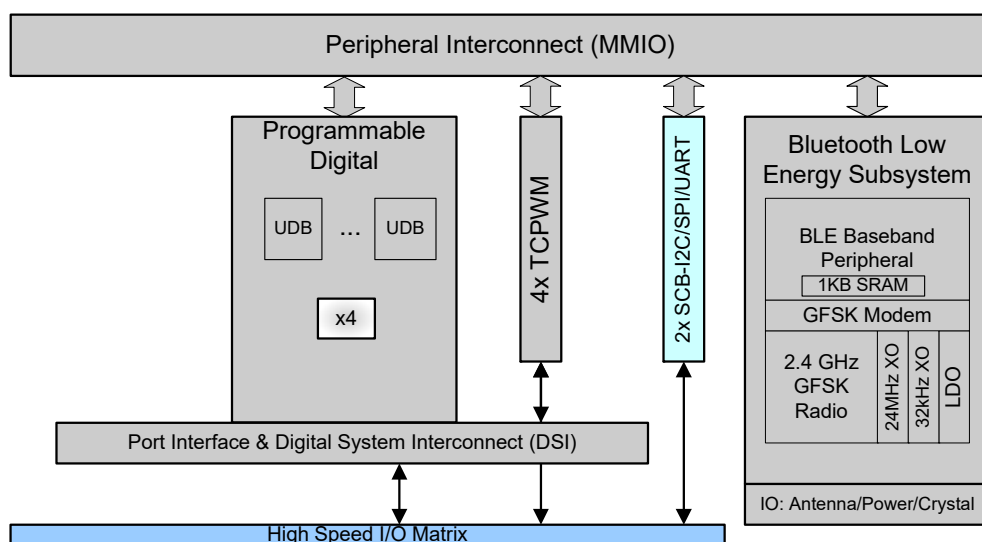 Peripheral Interconnect (MMIO)
Programmable
Digital
UDB
...
UDB
x4
4x TCPWM
2x SCB-I2C/SPI/UART
Bluetooth Low
Energy Subsystem
BLE Baseband
Peripheral
1KB SRAM
GFSK Modem
2.4 GHz
GFSK
Radio
24MHz XO
32kHz XO
LDO
IO: Antenna/Power/Crystal
Port Interface & Digital System Interconnect (DSI)
High Speed I/O Matrix